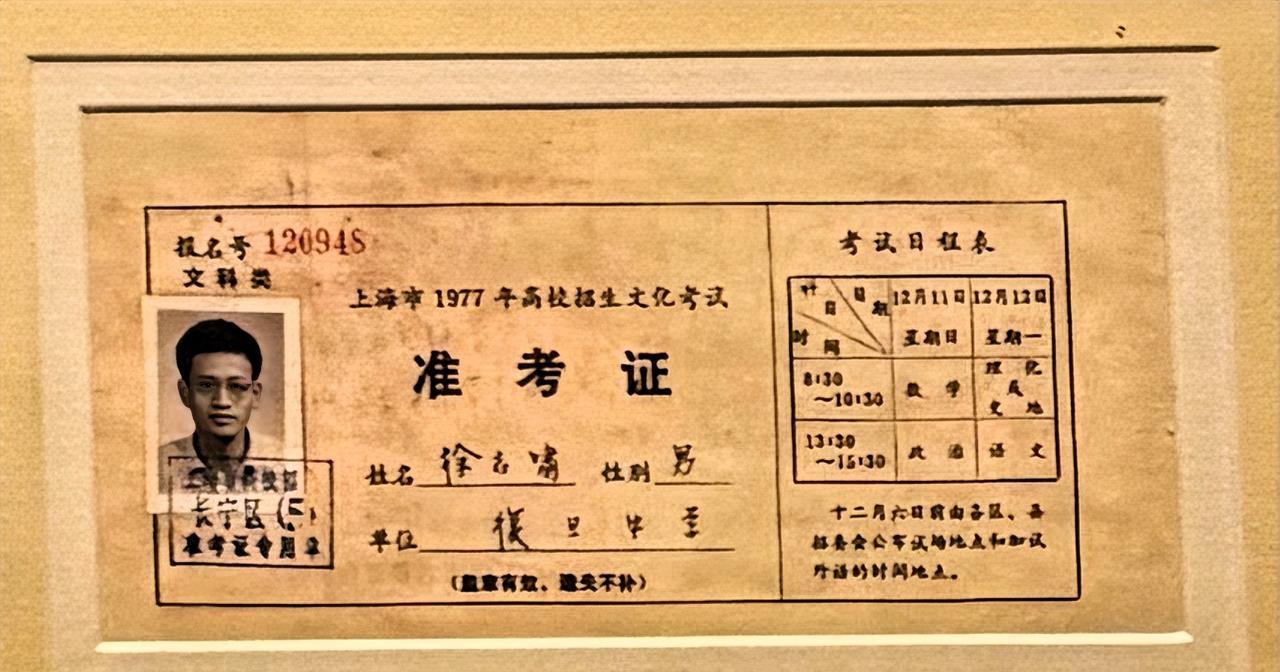 报名号 120948
文科类
上海市 1977 年高校招生文化考试
准考证
姓名 徐志啸 性别 男
单位 復旦中学
(盖章有效、遗失不补)
长宁区
准考证专用章
考试日程表
科目 日期 时间 12月11日 星期日 12月12日 星期一
8:30～10:30 数学 理化及史地
13:30～15:30 政治 语文
十二月六日前由各区、县
招委会公布试场地点和加试
外语的时间地点。